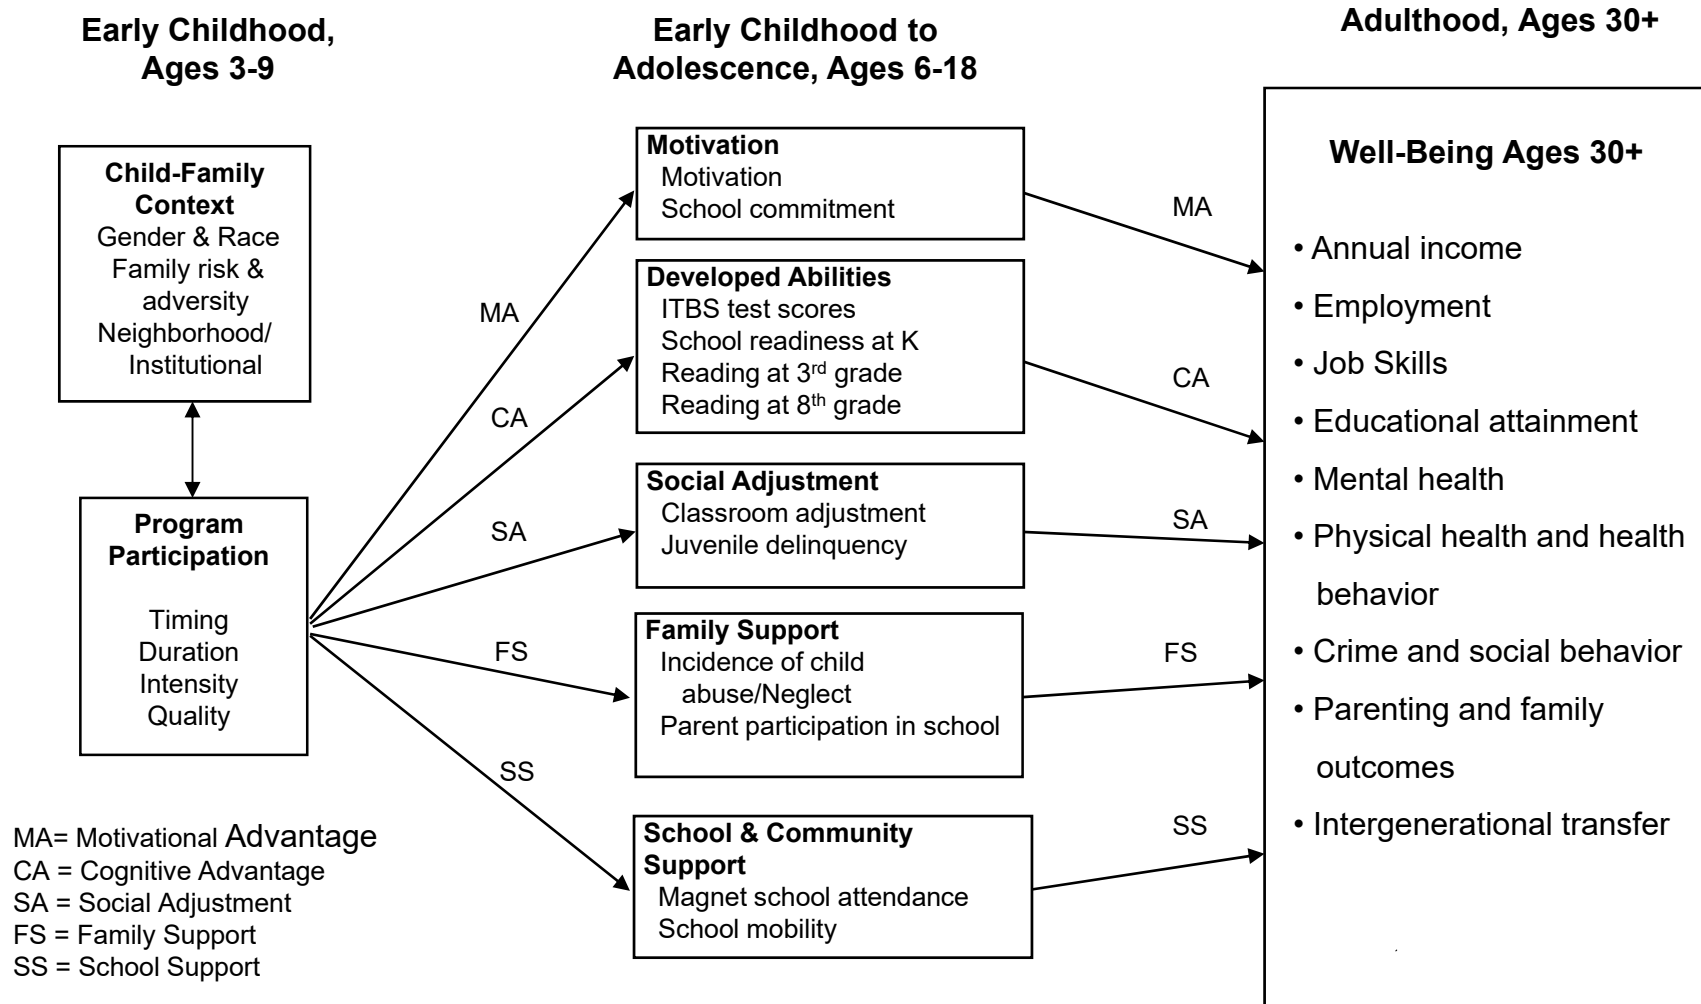 Early Childhood,
Ages 3-9
Early Childhood to
Adolescence, Ages 6-18
Adulthood, Ages 30+
Child-Family
Context
Gender & Race
Family risk &
adversity
Neighborhood/
Institutional
Program
Participation
Timing
Duration
Intensity
Quality
MA= Motivational Advantage
CA = Cognitive Advantage
SA = Social Adjustment
FS = Family Support
SS = School Support
MA
CA
SA
FS
SS
Motivation
Motivation
School commitment
Developed Abilities
ITBS test scores
School readiness at K
Reading at 3rd grade
Reading at 8th grade
Social Adjustment
Classroom adjustment
Juvenile delinquency
Family Support
Incidence of child
abuse/Neglect
Parent participation in school
School & Community
Support
Magnet school attendance
School mobility
MA
CA
SA
FS
SS
Well-Being Ages 30+
• Annual income
• Employment
• Job Skills
• Educational attainment
• Mental health
• Physical health and health
behavior
• Crime and social behavior
• Parenting and family
outcomes
• Intergenerational transfer